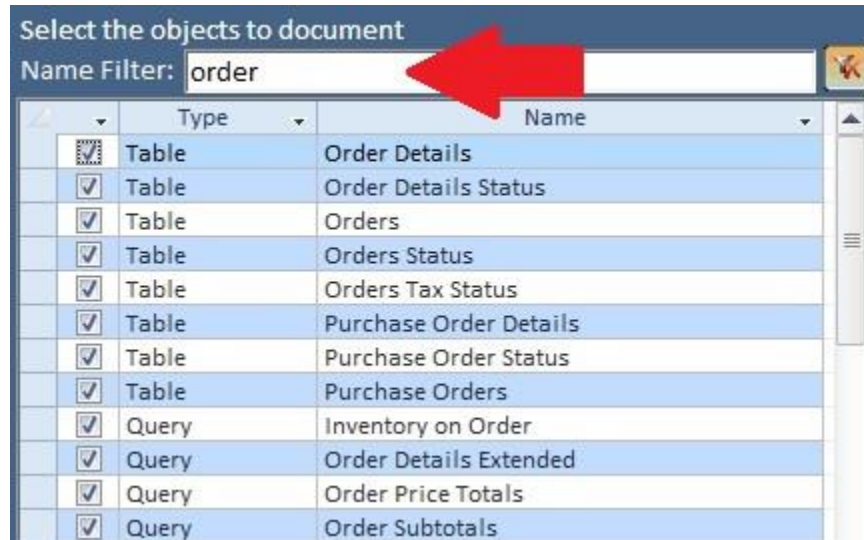 Select the objects to document
Name Filter: order
Type Name
Table Order Details
Table Order Details Status
Table Orders
Table Orders Status
Table Orders Tax Status
Table Purchase Order Details
Table Purchase Order Status
Table Purchase Orders
Query Inventory on Order
Query Order Details Extended
Query Order Price Totals
Query Order Subtotals